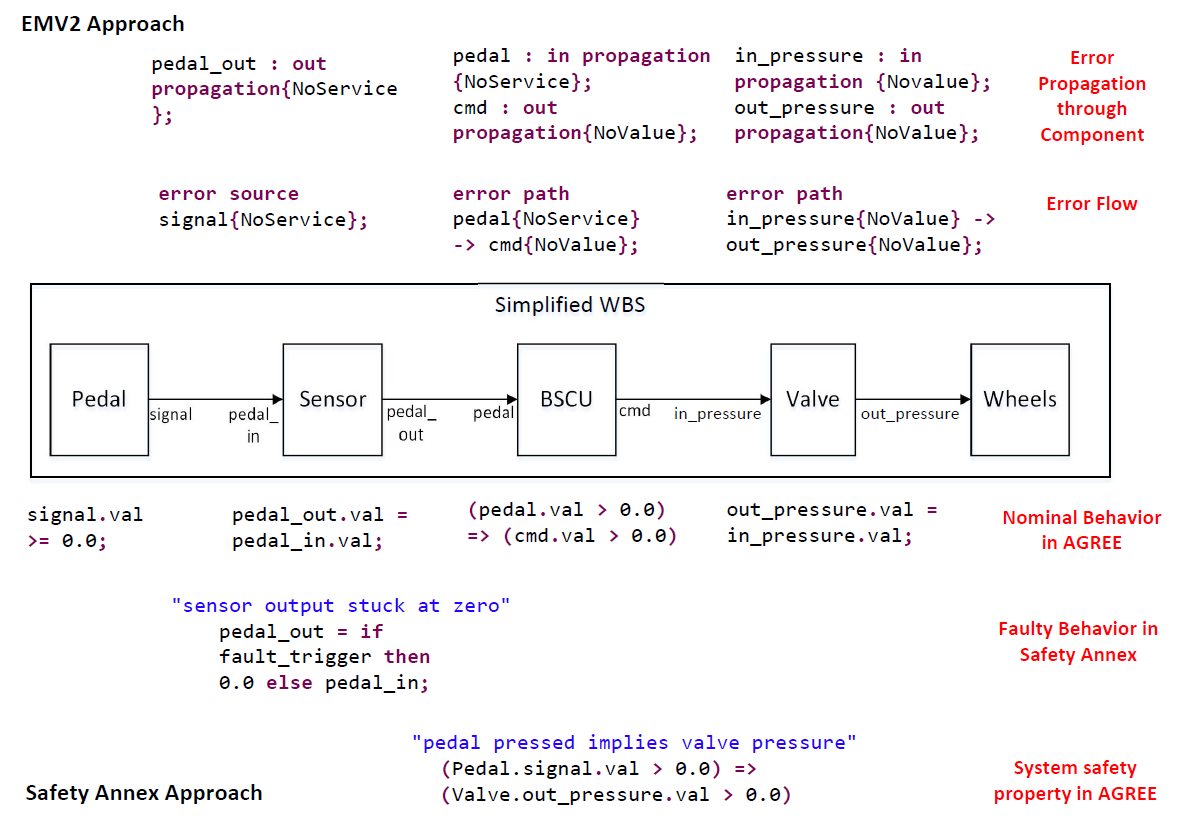 EMV2 Approach
pedal_out : out
propagation{NoService
};
pedal : in propagation
{NoService};
cmd : out
propagation{NoValue};
in_pressure : in
propagation {Novalue};
out_pressure : out
propagation{NoValue};
Error
Propagation
through
Component
error source
signal{NoService};
error path
pedal{NoService}
-> cmd{NoValue};
error path
in_pressure{NoValue} ->
out_pressure{NoValue};
Error Flow
Simplified WBS
Pedal
signal
pedal_
in
Sensor
pedal_
out
pedal
BSCU
cmd
in_pressure
Valve
out_pressure
Wheels
signal.val
>= 0.0;
pedal_out.val =
pedal_in.val;
(pedal.val > 0.0)
=> (cmd.val > 0.0)
out_pressure.val =
in_pressure.val;
Nominal Behavior
in AGREE
"sensor output stuck at zero"
pedal_out = if
fault_trigger then
0.0 else pedal_in;
Faulty Behavior in
Safety Annex
"pedal pressed implies valve pressure"
(Pedal.signal.val > 0.0) =>
(Valve.out_pressure.val > 0.0)
System safety
property in AGREE
Safety Annex Approach